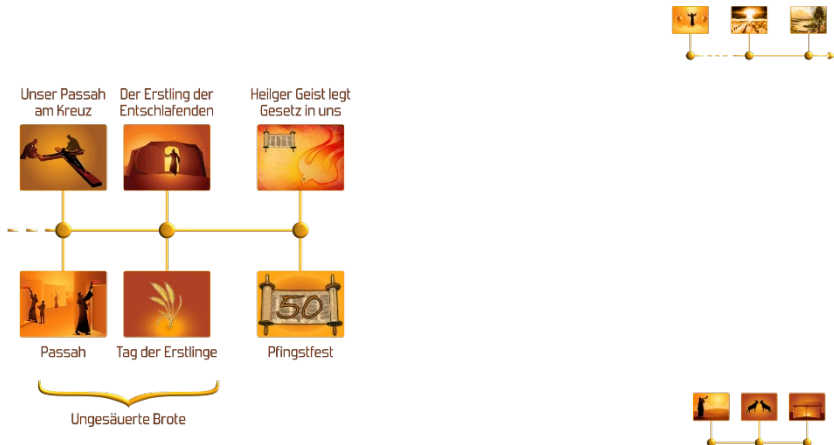 Unser Passah
am Kreuz
Der Erstling der
Entschlafenden
Heilger Geist legt
Gesetz in uns
50
Passah
Tag der Erstlinge
Pfingstfest
Ungesäuerte Brote